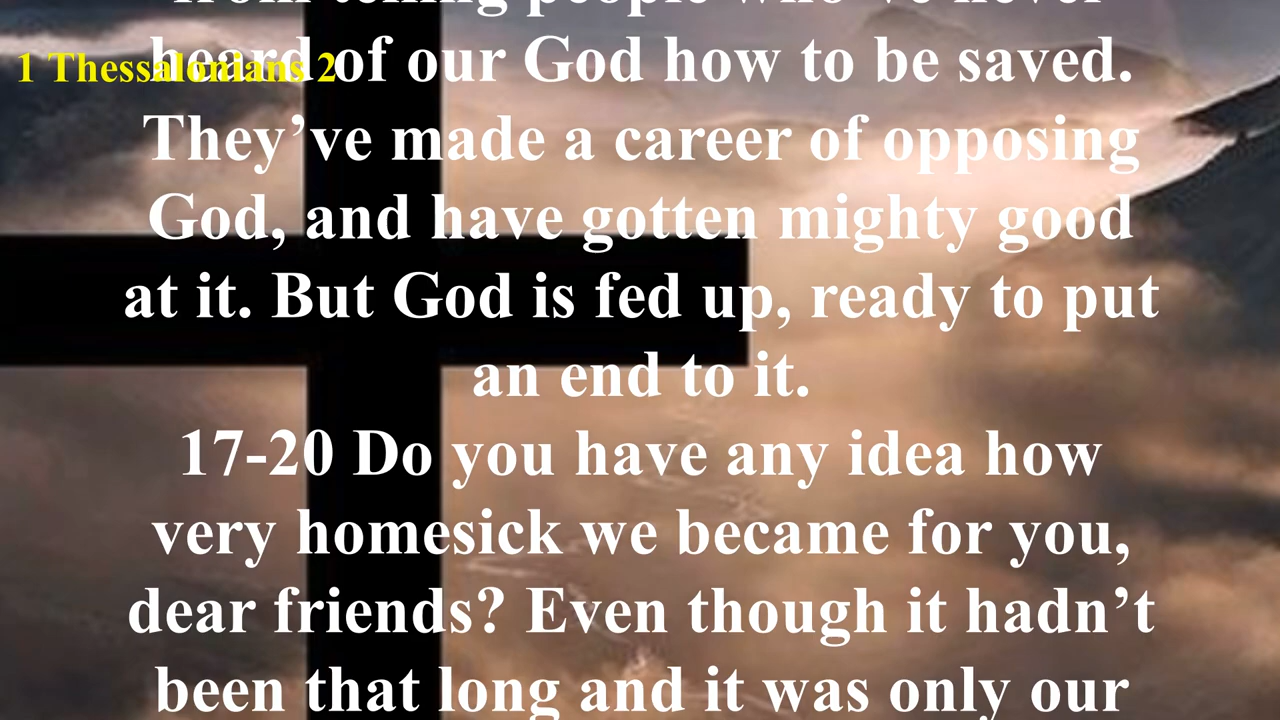 from telling people who've never
1 Thessalonians 2
heard of our God how to be saved.
They’ve made a career of opposing
God, and have gotten mighty good
at it. But God is fed up, ready to put
an end to it.
17-20 Do you have any idea how
very homesick we became for you,
dear friends? Even though it hadn’t
been that long and it was only our